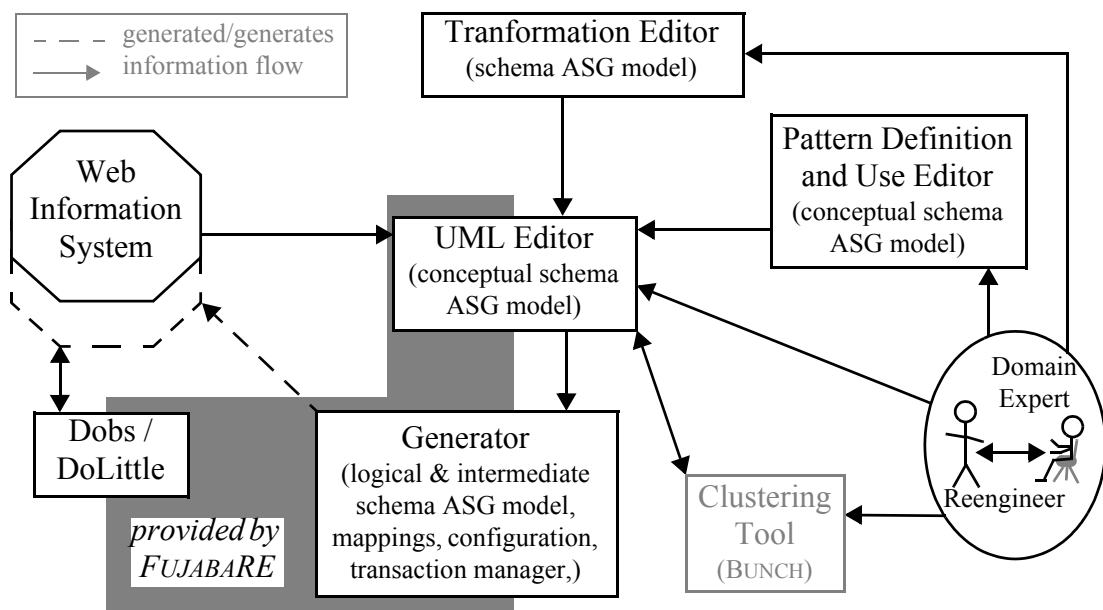 generated/generates
information flow
Tranformation Editor
(schema ASG model)
Web
Information
System
Pattern Definition
and Use Editor
(conceptual schema
ASG model)
UML Editor
(conceptual schema
ASG model)
Domain
Expert
Reengineer
Dobs /
DoLittle
Generator
(logical & intermediate
schema ASG model,
mappings, configuration,
transaction manager,)
provided by
FUJABARE
Clustering
Tool
(BUNCH)